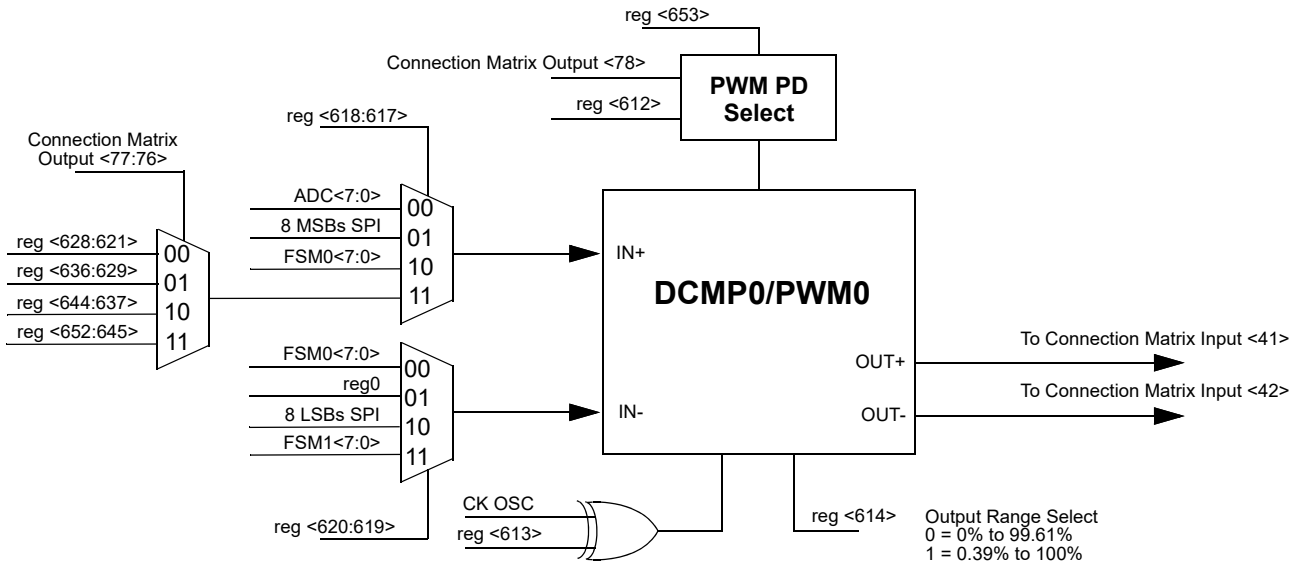 reg <653>
Connection Matrix Output <78>
reg <612>
PWM PD
Select
reg <618:617>
Connection Matrix
Output <77:76>
ADC<7:0>
8 MSBs SPI
FSM0<7:0>
00
01
10
11
reg <628:621>
reg <636:629>
reg <644:637>
reg <652:645>
00
01
10
11
IN+
DCMP0/PWM0
FSM0<7:0>
reg0
8 LSBs SPI
FSM1<7:0>
00
01
10
11
IN-
OUT+
OUT-
To Connection Matrix Input <41>
To Connection Matrix Input <42>
reg <620:619>
CK OSC
reg <613>
reg <614>
Output Range Select
0 = 0% to 99.61%
1 = 0.39% to 100%